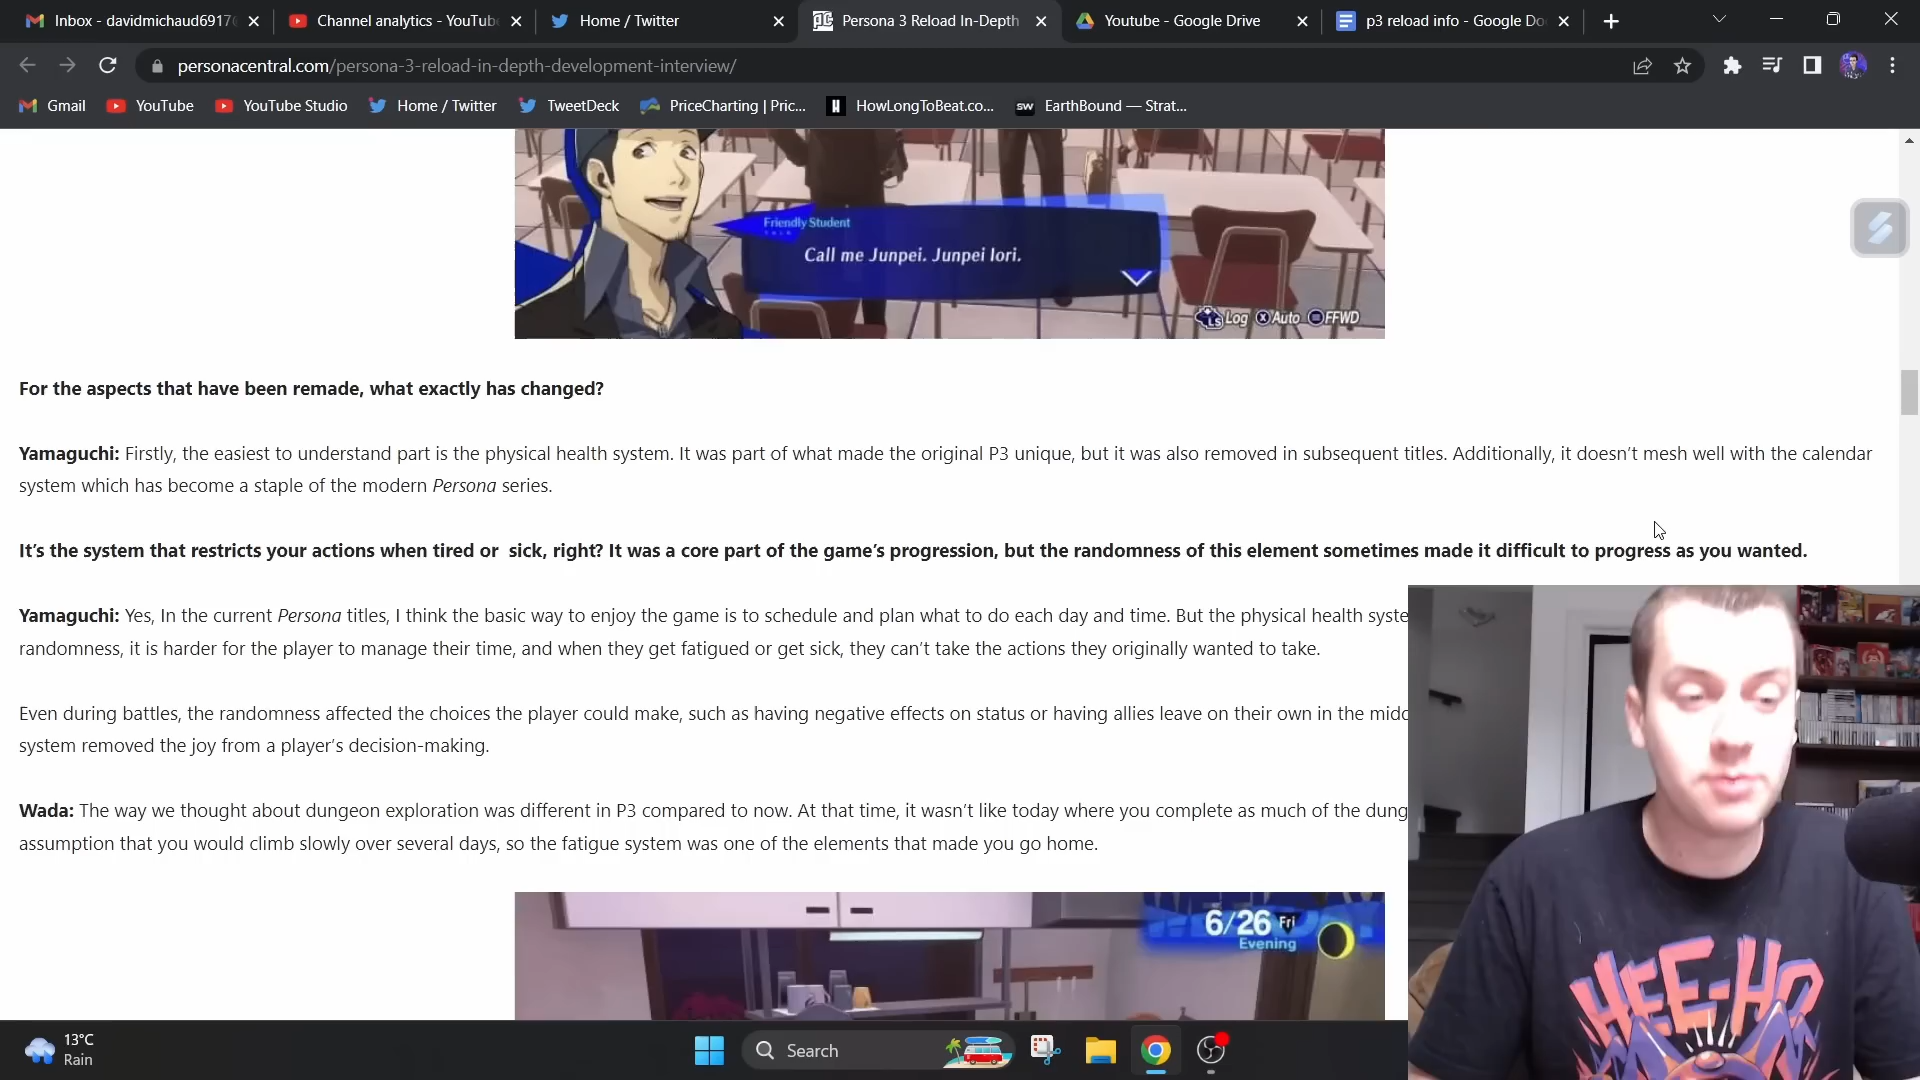 Inbox - davidmichaud6917
Channel analytics - YouTube
Home / Twitter
Persona 3 Reload In-Depth
Youtube - Google Drive
p3 reload info - Google Do
personacentral.com/persona-3-reload-in-depth-development-interview/
Gmail
YouTube
YouTube Studio
Home / Twitter
TweetDeck
PriceCharting | Pric...
HowLongToBeat.co...
EarthBound — Strat...
Friendly Student
TALK
Call me Junpei. Junpei Iori.
LS Log X Auto FFWD
For the aspects that have been remade, what exactly has changed?
Yamaguchi: Firstly, the easiest to understand part is the physical health system. It was part of what made the original P3 unique, but it was also removed in subsequent titles. Additionally, it doesn't mesh well with the calendar
system which has become a staple of the modern Persona series.
It's the system that restricts your actions when tired or sick, right? It was a core part of the game's progression, but the randomness of this element sometimes made it difficult to progress as you wanted.
Yamaguchi: Yes, In the current Persona titles, I think the basic way to enjoy the game is to schedule and plan what to do each day and time. But the physical health syste
randomness, it is harder for the player to manage their time, and when they get fatigued or get sick, they can't take the actions they originally wanted to take.
Even during battles, the randomness affected the choices the player could make, such as having negative effects on status or having allies leave on their own in the midd
system removed the joy from a player's decision-making.
Wada: The way we thought about dungeon exploration was different in P3 compared to now. At that time, it wasn't like today where you complete as much of the dung
assumption that you would climb slowly over several days, so the fatigue system was one of the elements that made you go home.
6/26 Fri
Evening
HEE-HO
13°C
Rain
Search